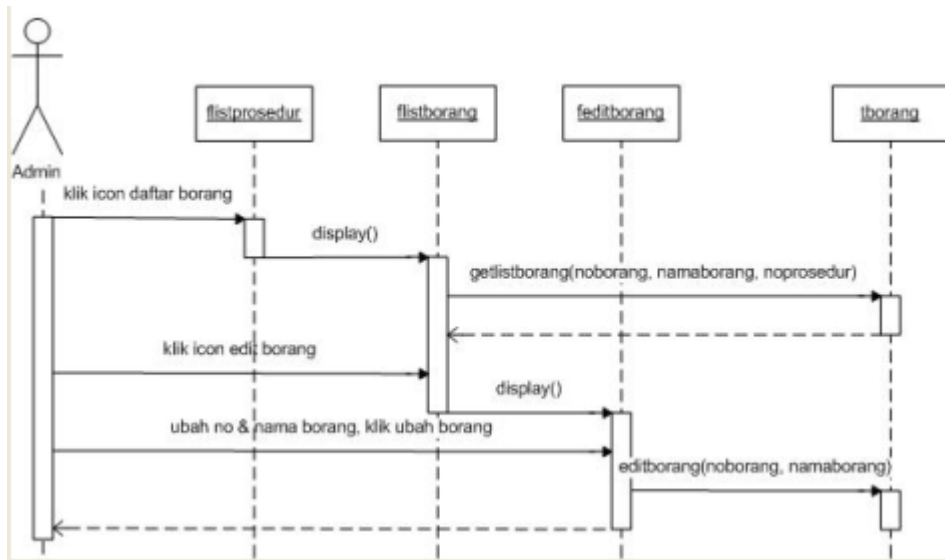 flistprosedur
flistborang
feditborang
tborang
Admin
klik icon daftar borang
display()
getlistborang(noborang, namaborang, noprosedur)
klik icon edit borang
display()
ubah no & nama borang, klik ubah borang
editborang(noborang, namaborang)